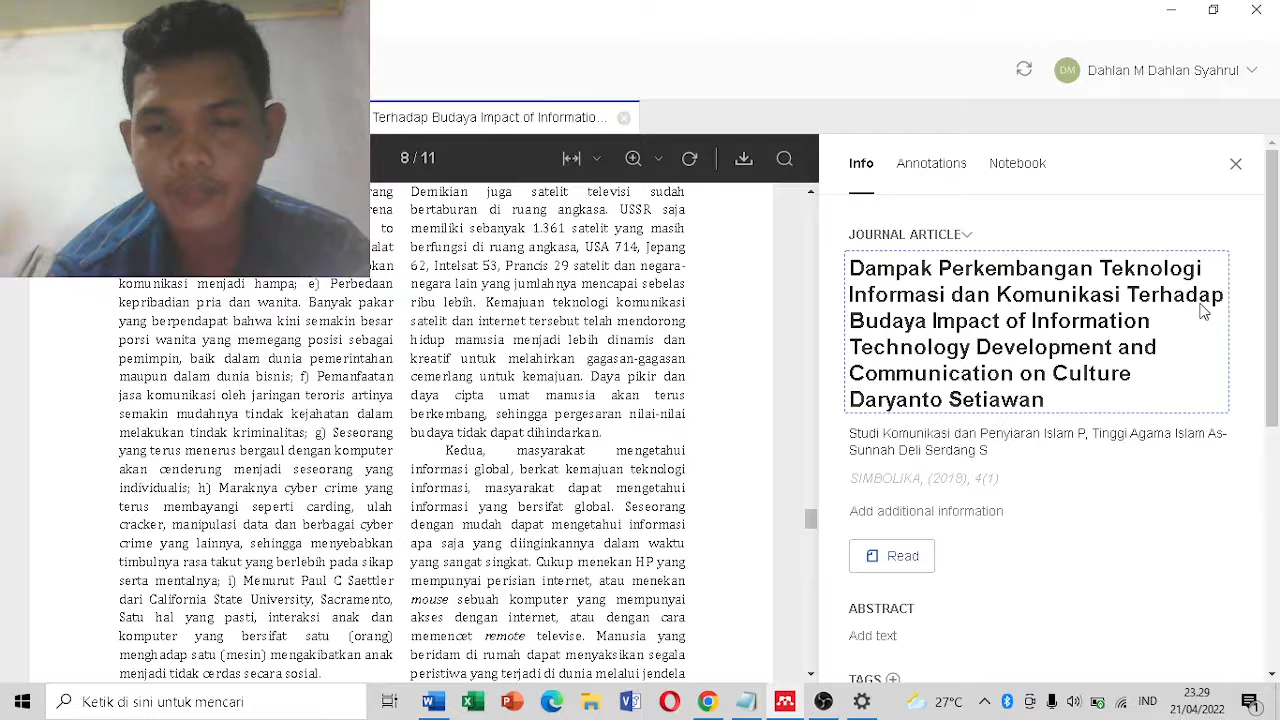 DM Dahlan M Dahlan Syahrul
Terhadap Budaya Impact of Informatio...
8 / 11
komunikasi menjadi hampa; e) Perbedaan
kepribadian pria dan wanita. Banyak pakar
yang berpendapat bahwa kini semakin besar
porsi wanita yang memegang posisi sebagai
pemimpin, baik dalam dunia pemerintahan
maupun dalam dunia bisnis; f) Pemanfaatan
jasa komunikasi oleh jaringan teroris artinya
semakin mudahnya tindak kejahatan dalam
melakukan tindak kriminalitas; g) Seseorang
yang terus menerus bergaul dengan komputer
akan cenderung menjadi seseorang yang
individualis; h) Maraknya cyber crime yang
terus membayangi seperti carding, ulah
cracker, manipulasi data dan berbagai cyber
crime yang lainnya, sehingga menyebabkan
timbulnya rasa takut yang berlebih pada sikap
serta mentalnya; i) Menurut Paul C Saettler
dari California State University, Sacramento,
Satu hal yang pasti, interaksi anak dan
komputer yang bersifat satu (orang)
menghadap satu (mesin) mengakibatkan anak
menjadi tidak cerdas secara sosial.
Demikian juga satelit televisi sudah
bertaburan di ruang angkasa. USSR saja
memiliki sebanyak 1.361 satelit yang masih
berfungsi di ruang angkasa, USA 714, Jepang
62, Intelsat 53, Prancis 29 satelit dan negara-
negara lain yang jumlahnya mencapai sebelas
ribu lebih. Kemajuan teknologi komunikasi
satelit dan internet tersebut telah mendorong
hidup manusia menjadi lebih dinamis dan
kreatif untuk melahirkan gagasan-gagasan
cemerlang untuk kemajuan. Daya pikir dan
daya cipta umat manusia akan terus
berkembang, sehingga pergesaran nilai-nilai
budaya tidak dapat dihindarkan.
Kedua, masyarakat mengetahui
informasi global, berkat kemajuan teknologi
informasi, masyarakat dapat mengetahui
informasi yang bersifat global. Seseorang
dengan mudah dapat mengetahui informasi
apa saja yang diinginkannya dalam waktu
yang sangat singkat. Cukup menekan HP yang
mempunyai perisian internet, atau menekan
mouse sebuah komputer yang mempunyai
akses dengan internet, atau dengan cara
memencet remote televise. Manusia yang
beridam di rumah dapat menyaksikan segala
peristiwa yang terjadi di dunia melalui jendela
Info Annotations Notebook
JOURNAL ARTICLE
Dampak Perkembangan Teknologi
Informasi dan Komunikasi Terhadap
Budaya Impact of Information
Technology Development and
Communication on Culture
Daryanto Setiawan
Studi Komunikasi dan Penyiaran Islam P, Tinggi Agama Islam As-
Sunnah Deli Serdang S
SIMBOLIKA, (2018), 4(1)
Add additional information
Read
ABSTRACT
Add text
TAGS
Ketik di sini untuk mencari
27°C
IND
23.29
21/04/2022